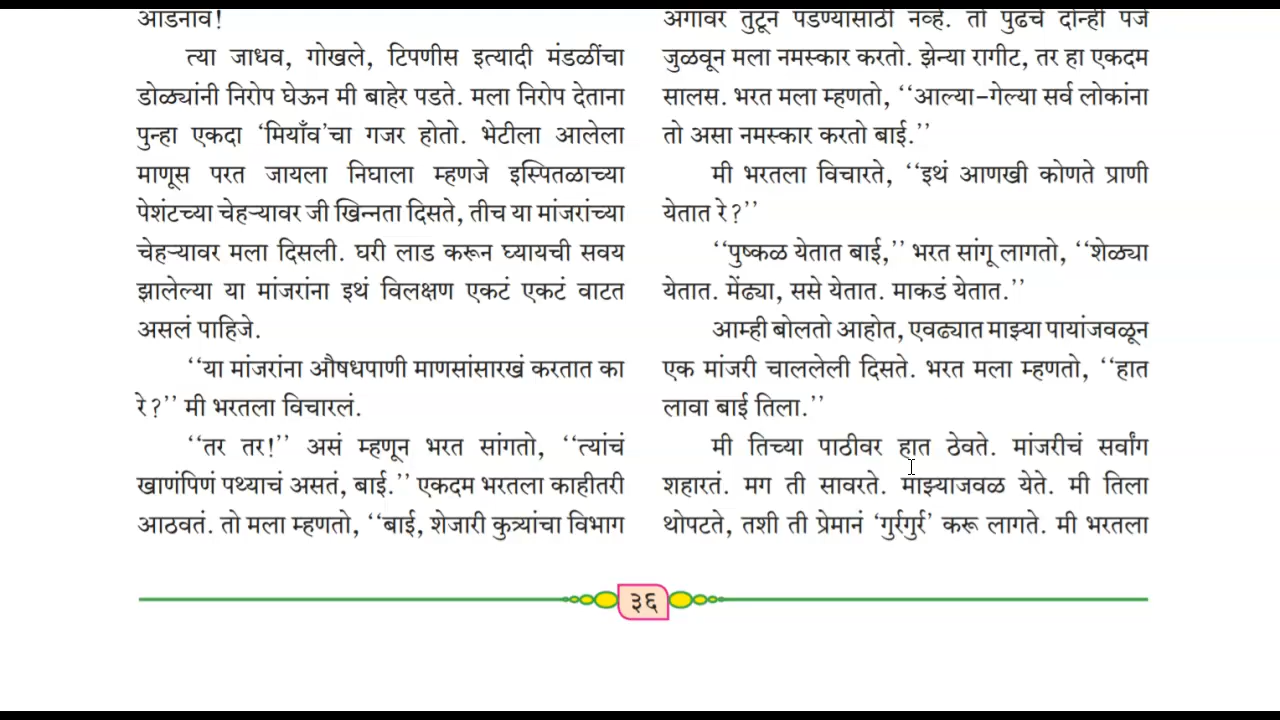 आडनाव!
त्या जाधव, गोखले, टिपणीस इत्यादी मंडळींचा
डोळ्यांनी निरोप घेऊन मी बाहेर पडते. मला निरोप देताना
पुन्हा एकदा ‘मियाँव’चा गजर होतो. भेटीला आलेला
माणूस परत जायला निघाला म्हणजे इस्पितळाच्या
पेशंटच्या चेहऱ्यावर जी खिन्नता दिसते, तीच या मांजरांच्या
चेहऱ्यावर मला दिसली. घरी लाड करून घ्यायची सवय
झालेल्या या मांजरांना इथं विलक्षण एकटं एकटं वाटत
असलं पाहिजे.
‘‘या मांजरांना औषधपाणी माणसांसारखं करतात का
रे?’’ मी भरतला विचारलं.
‘‘तर तर!’’ असं म्हणून भरत सांगतो, ‘‘त्यांचं
खाणंपिणं पथ्याचं असतं, बाई.’’ एकदम भरतला काहीतरी
आठवतं. तो मला म्हणतो, ‘‘बाई, शेजारी कुत्र्यांचा विभाग
अंगावर तुटून पडण्यासाठी नव्हे. तो पुढचे दोन्ही पंजे
जुळवून मला नमस्कार करतो. झेन्या रागीट, तर हा एकदम
सालस. भरत मला म्हणतो, ‘‘आल्या-गेल्या सर्व लोकांना
तो असा नमस्कार करतो बाई.’’
मी भरतला विचारते, ‘‘इथं आणखी कोणते प्राणी
येतात रे?’’
‘‘पुष्कळ येतात बाई,’’ भरत सांगू लागतो, ‘‘शेळ्या
येतात. मेंढ्या, ससे येतात. माकडं येतात.’’
आम्ही बोलतो आहोत, एवढ्यात माझ्या पायांजवळून
एक मांजरी चाललेली दिसते. भरत मला म्हणतो, ‘‘हात
लावा बाई तिला.’’
मी तिच्या पाठीवर हात ठेवते. मांजरीचं सर्वांग
शहारतं. मग ती सावरते. माझ्याजवळ येते. मी तिला
थोपटते, तशी ती प्रेमानं ‘गुर्रगुर्र’ करू लागते. मी भरतला
३६